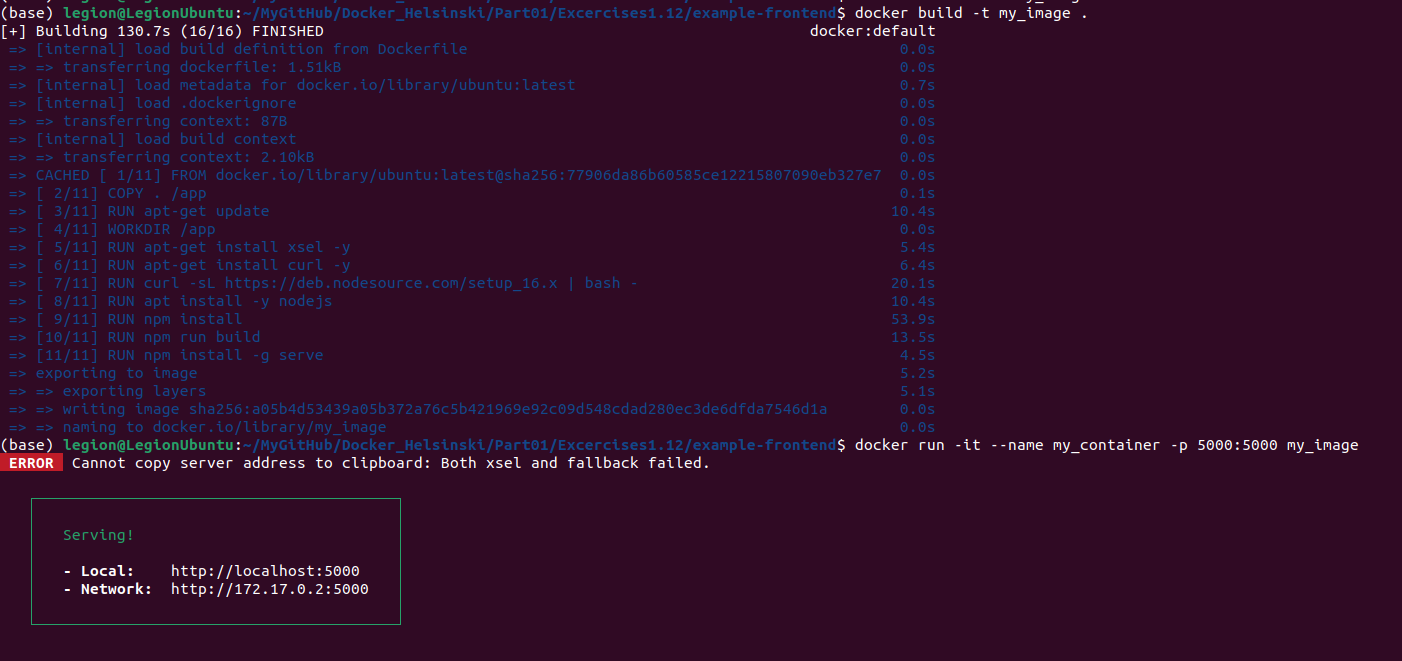 (base) legion@LegionUbuntu:~/MyGitHub/Docker_Helsinski/Part01/Excercises1.12/example-frontend$ docker build -t my_image .
[+] Building 130.7s (16/16) FINISHED docker:default
=> [internal] load build definition from Dockerfile 0.0s
=> => transferring dockerfile: 1.51kB 0.0s
=> [internal] load metadata for docker.io/library/ubuntu:latest 0.7s
=> [internal] load .dockerignore 0.0s
=> => transferring context: 87B 0.0s
=> [internal] load build context 0.0s
=> => transferring context: 2.10kB 0.0s
=> CACHED [ 1/11] FROM docker.io/library/ubuntu:latest@sha256:77906da86b60585ce12215807090eb327e7 0.0s
=> [ 2/11] COPY . /app 0.1s
=> [ 3/11] RUN apt-get update 10.4s
=> [ 4/11] WORKDIR /app 0.0s
=> [ 5/11] RUN apt-get install xsel -y 5.4s
=> [ 6/11] RUN apt-get install curl -y 6.4s
=> [ 7/11] RUN curl -sL https://deb.nodesource.com/setup_16.x | bash - 20.1s
=> [ 8/11] RUN apt install -y nodejs 10.4s
=> [ 9/11] RUN npm install 53.9s
=> [10/11] RUN npm run build 13.5s
=> [11/11] RUN npm install -g serve 4.5s
=> exporting to image 5.2s
=> => exporting layers 5.1s
=> => writing image sha256:a05b4d53439a05b372a76c5b421969e92c09d548cdad280ec3de6dfda7546d1a 0.0s
=> => naming to docker.io/library/my_image 0.0s
(base) legion@LegionUbuntu:~/MyGitHub/Docker_Helsinski/Part01/Excercises1.12/example-frontend$ docker run -it --name my_container -p 5000:5000 my_image
ERROR Cannot copy server address to clipboard: Both xsel and fallback failed.
Serving!
- Local: http://localhost:5000
- Network: http://172.17.0.2:5000